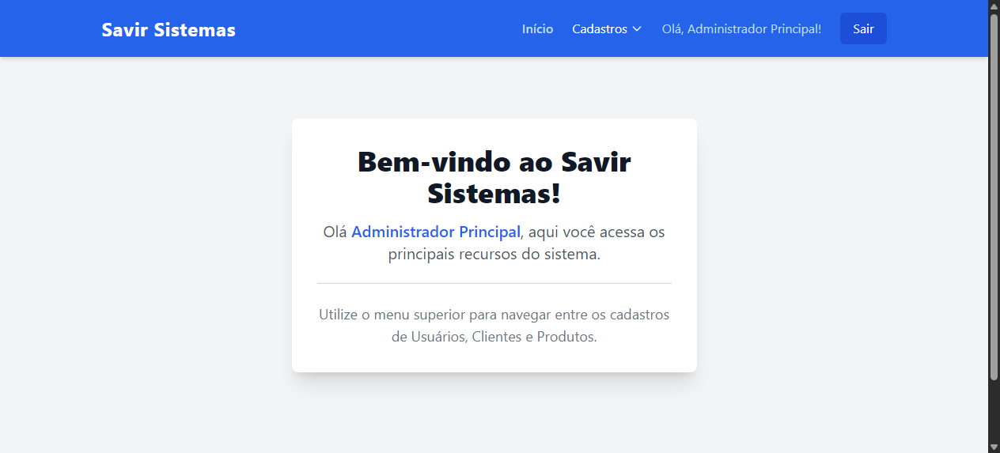 Savir Sistemas
Início Cadastros Olá, Administrador Principal! Sair
Bem-vindo ao Savir
Sistemas!
Olá Administrador Principal, aqui você acessa os
principais recursos do sistema.
Utilize o menu superior para navegar entre os cadastros
de Usuários, Clientes e Produtos.